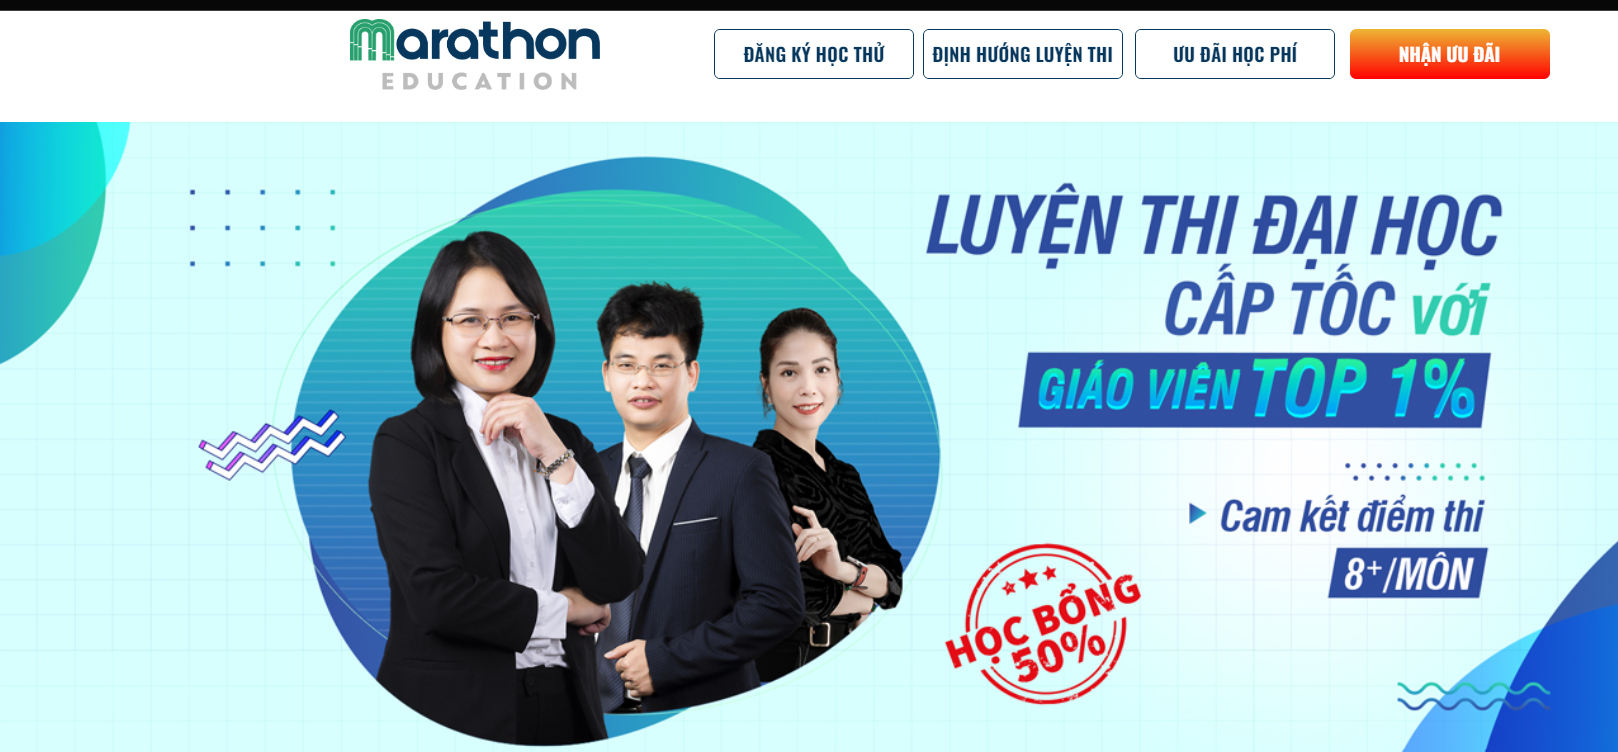 marathon
EDUCATION
ĐĂNG KÝ HỌC THỬ
ĐỊNH HƯỚNG LUYỆN THI
ƯU ĐÃI HỌC PHÍ
NHẬN ƯU ĐÃI
LUYỆN THI ĐẠI HỌC
CẤP TỐC với
GIÁO VIÊN TOP 1%
Cam kết điểm thi
8+/MÔN
HỌC BỔNG
50%